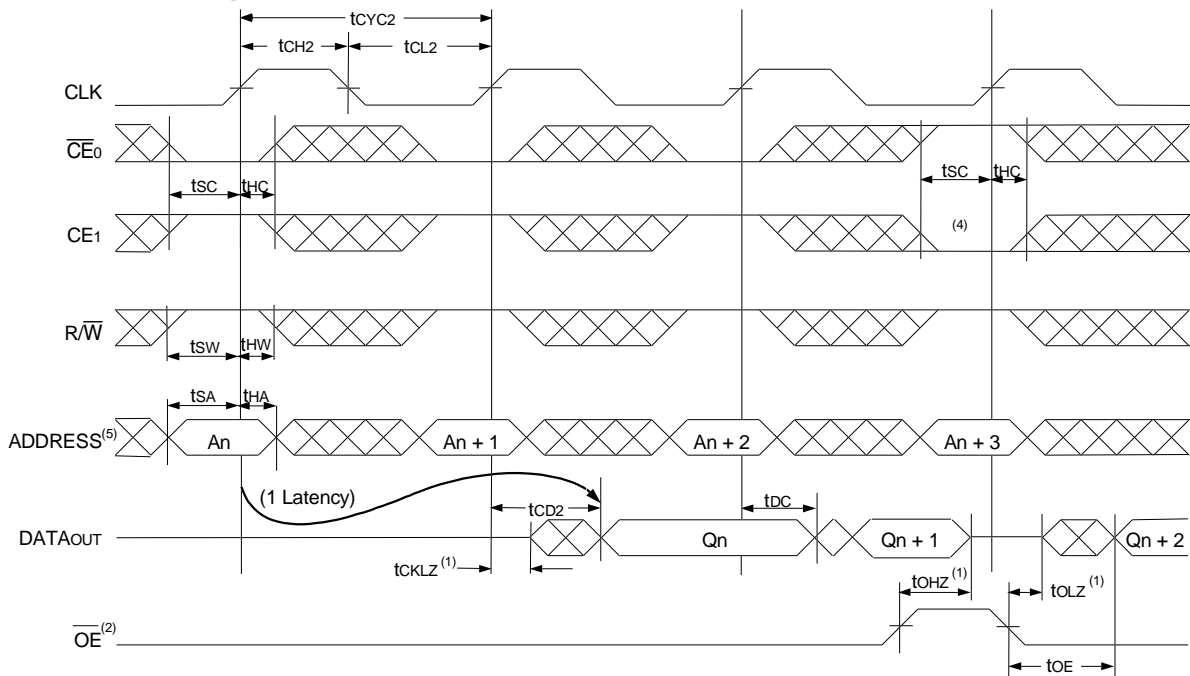 tCYC2
tCH2 tCL2
CLK
CE0
tSC tHC tSC tHC
CE1 (4)
R/W
tSW tHW
tSA tHA
ADDRESS(5) An An + 1 An + 2 An + 3
(1 Latency) tCD2 tDC
DATAOUT Qn Qn + 1 Qn + 2
tCKLZ(1) tOHZ(1) tOLZ(1)
OE(2)
tOE